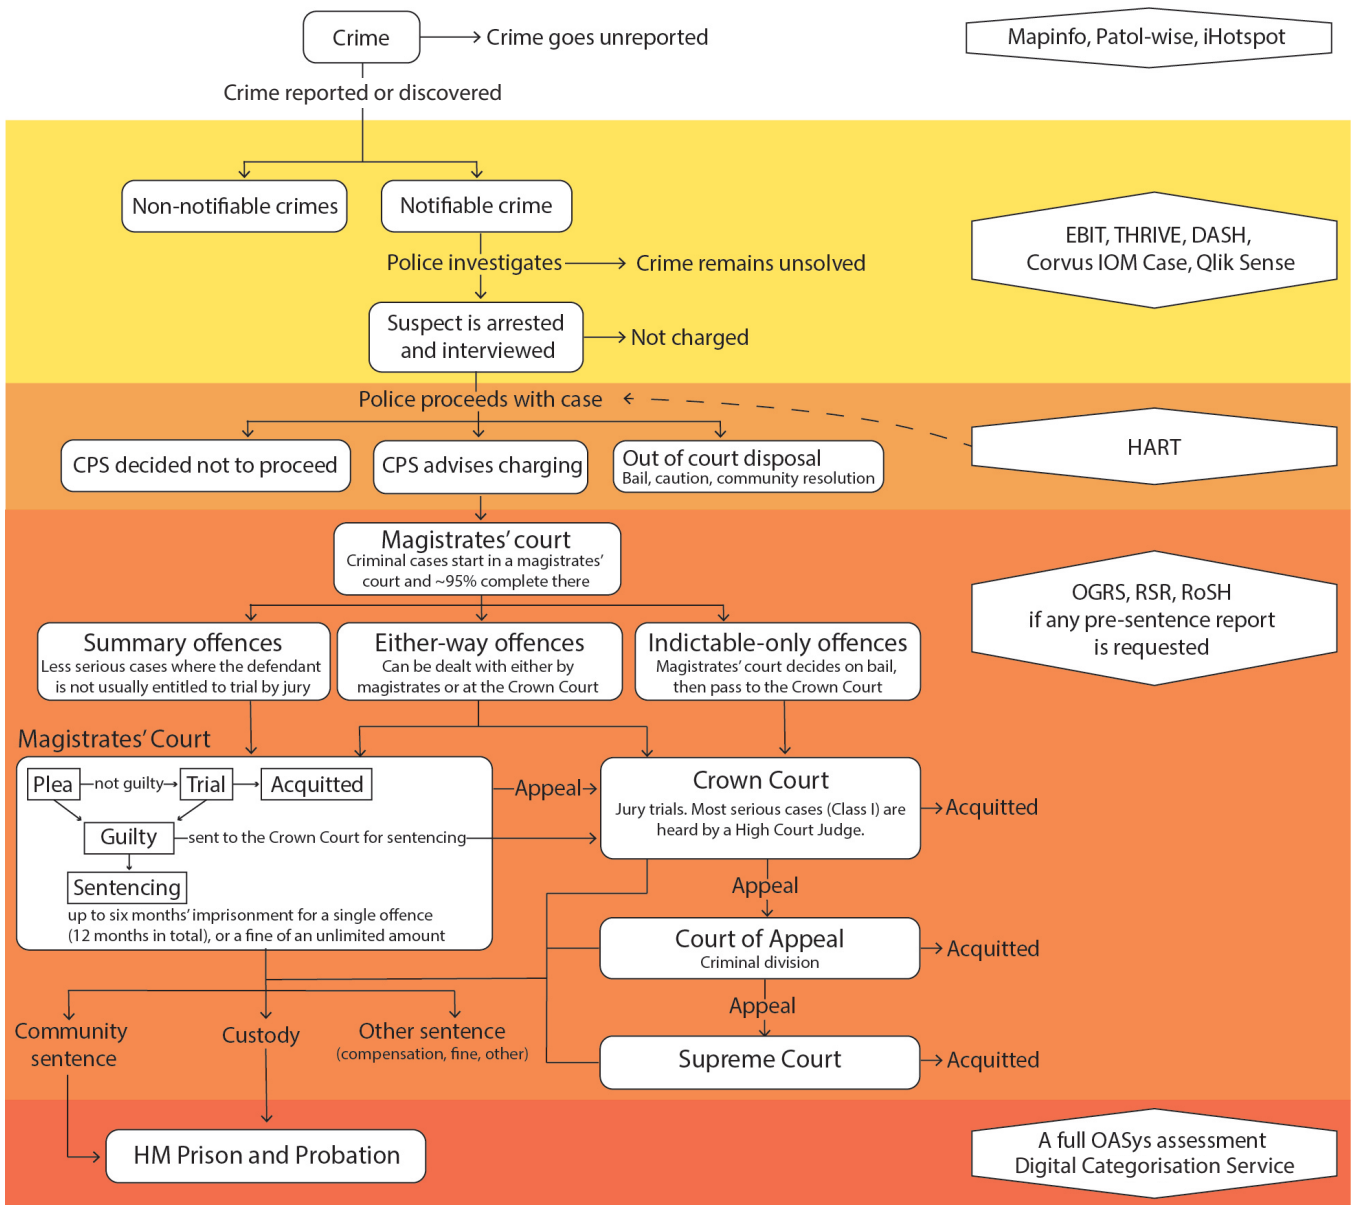 Crime
Crime goes unreported
Mapinfo, Patol-wise, iHotspot
Crime reported or discovered
Non-notifiable crimes
Notifiable crime
EBIT, THRIVE, DASH,
Corvus IOM Case, Qlik Sense
Police investigates
Crime remains unsolved
Suspect is arrested
and interviewed
Not charged
Police proceeds with case
HART
CPS decided not to proceed
CPS advises charging
Out of court disposal
Bail, caution, community resolution
Magistrates' court
Criminal cases start in a magistrates'
court and ~95% complete there
OGRS, RSR, RoSH
if any pre-sentence report
is requested
Summary offences
Less serious cases where the defendant
is not usually entitled to trial by jury
Either-way offences
Can be dealt with either by
magistrates or at the Crown Court
Indictable-only offences
Magistrates' court decides on bail,
then pass to the Crown Court
Magistrates' Court
Plea
not guilty
Trial
Acquitted
Guilty
sent to the Crown Court for sentencing
Sentencing
up to six months' imprisonment for a single offence
(12 months in total), or a fine of an unlimited amount
Appeal
Crown Court
Jury trials. Most serious cases (Class I) are
heard by a High Court Judge.
Acquitted
Appeal
Court of Appeal
Criminal division
Acquitted
Appeal
Supreme Court
Acquitted
Community
sentence
Custody
Other sentence
(compensation, fine, other)
HM Prison and Probation
A full OASys assessment
Digital Categorisation Service